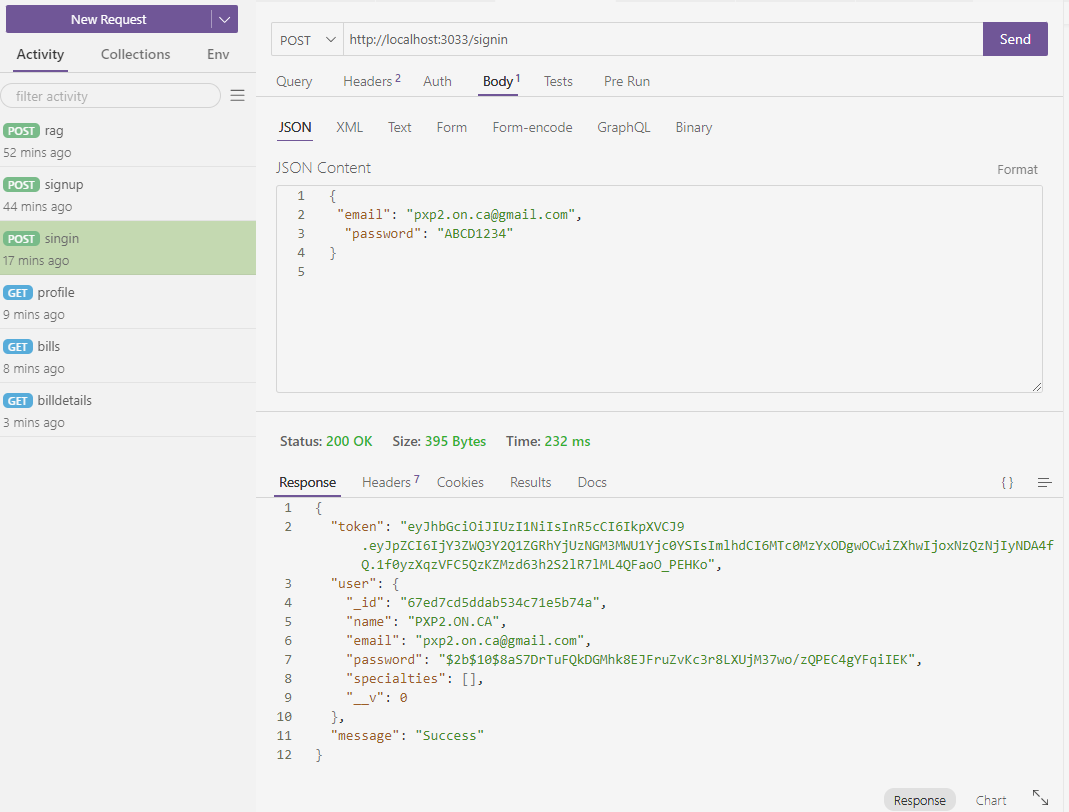 New Request
Activity Collections Env
filter activity
POST rag
52 mins ago
POST signup
44 mins ago
POST singin
17 mins ago
GET profile
9 mins ago
GET bills
8 mins ago
GET billdetails
3 mins ago
POST http://localhost:3033/signin Send
Query Headers 2 Auth Body 1 Tests Pre Run
JSON XML Text Form Form-encode GraphQL Binary
JSON Content Format
1 {
2 "email": "pxp2.on.ca@gmail.com",
3 "password": "ABCD1234"
4 }
5
Status: 200 OK Size: 395 Bytes Time: 232 ms
Response Headers 7 Cookies Results Docs { }
1 {
2 "token": "eyJhbGciOiJIUzI1NiIsInR5cCI6IkpXVCJ9
.eyJpZCI6IjY3ZWQ3Y2Q1ZGRhYjUzNGM3MWU1Yjc0YSIsImlhdCI6MTc0MzYxODgwOCwiZXhwIjoxNzQzNjIyNDA4f
Q.1f0yzXqzVFC5QzKZMzd63h2S2lR7lML4QFaoO_PEHKo",
3 "user": {
4 "_id": "67ed7cd5ddab534c71e5b74a",
5 "name": "PXP2.ON.CA",
6 "email": "pxp2.on.ca@gmail.com",
7 "password": "$2b$10$8aS7DrTuFQkDGMhk8EJFruZvKc3r8LXUjM37wo/zQPEC4gYFqiIEK",
8 "specialties": [],
9 "__v": 0
10 },
11 "message": "Success"
12 }
Response Chart